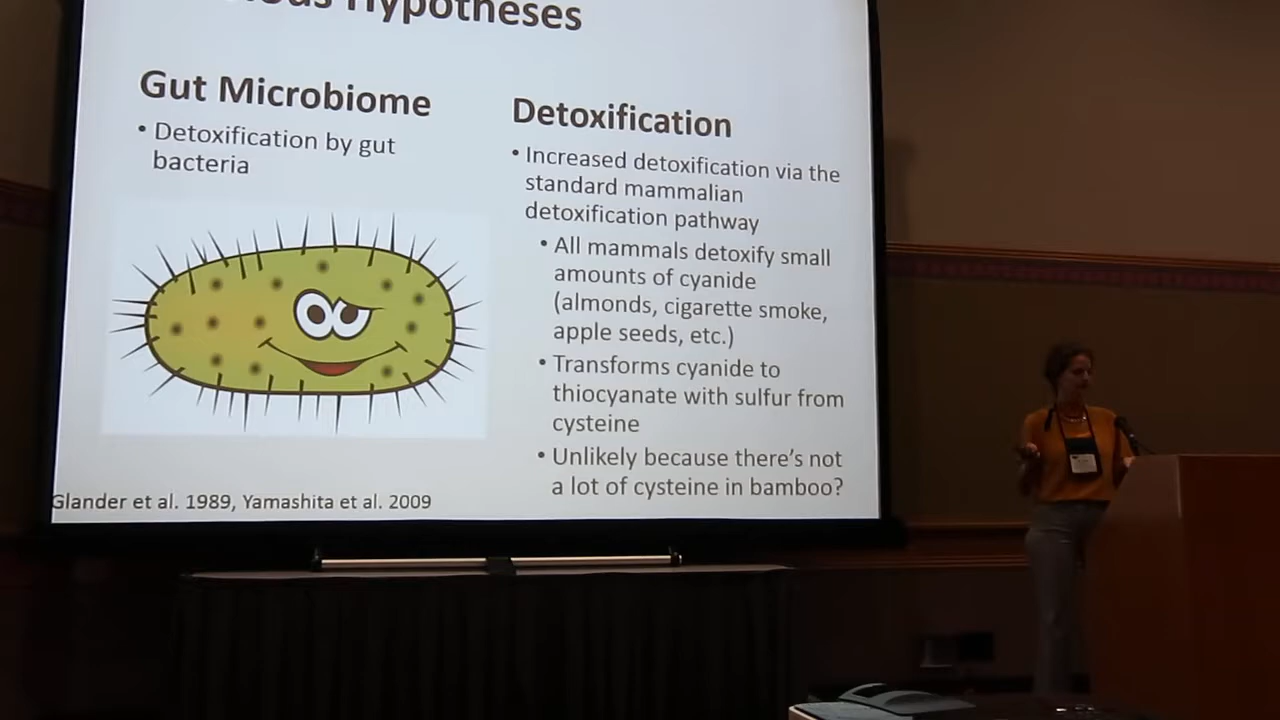 Hypotheses
Gut Microbiome
• Detoxification by gut
bacteria
Detoxification
• Increased detoxification via the
standard mammalian
detoxification pathway
• All mammals detoxify small
amounts of cyanide
(almonds, cigarette smoke,
apple seeds, etc.)
• Transforms cyanide to
thiocyanate with sulfur from
cysteine
• Unlikely because there's not
a lot of cysteine in bamboo?
Glander et al. 1989, Yamashita et al. 2009